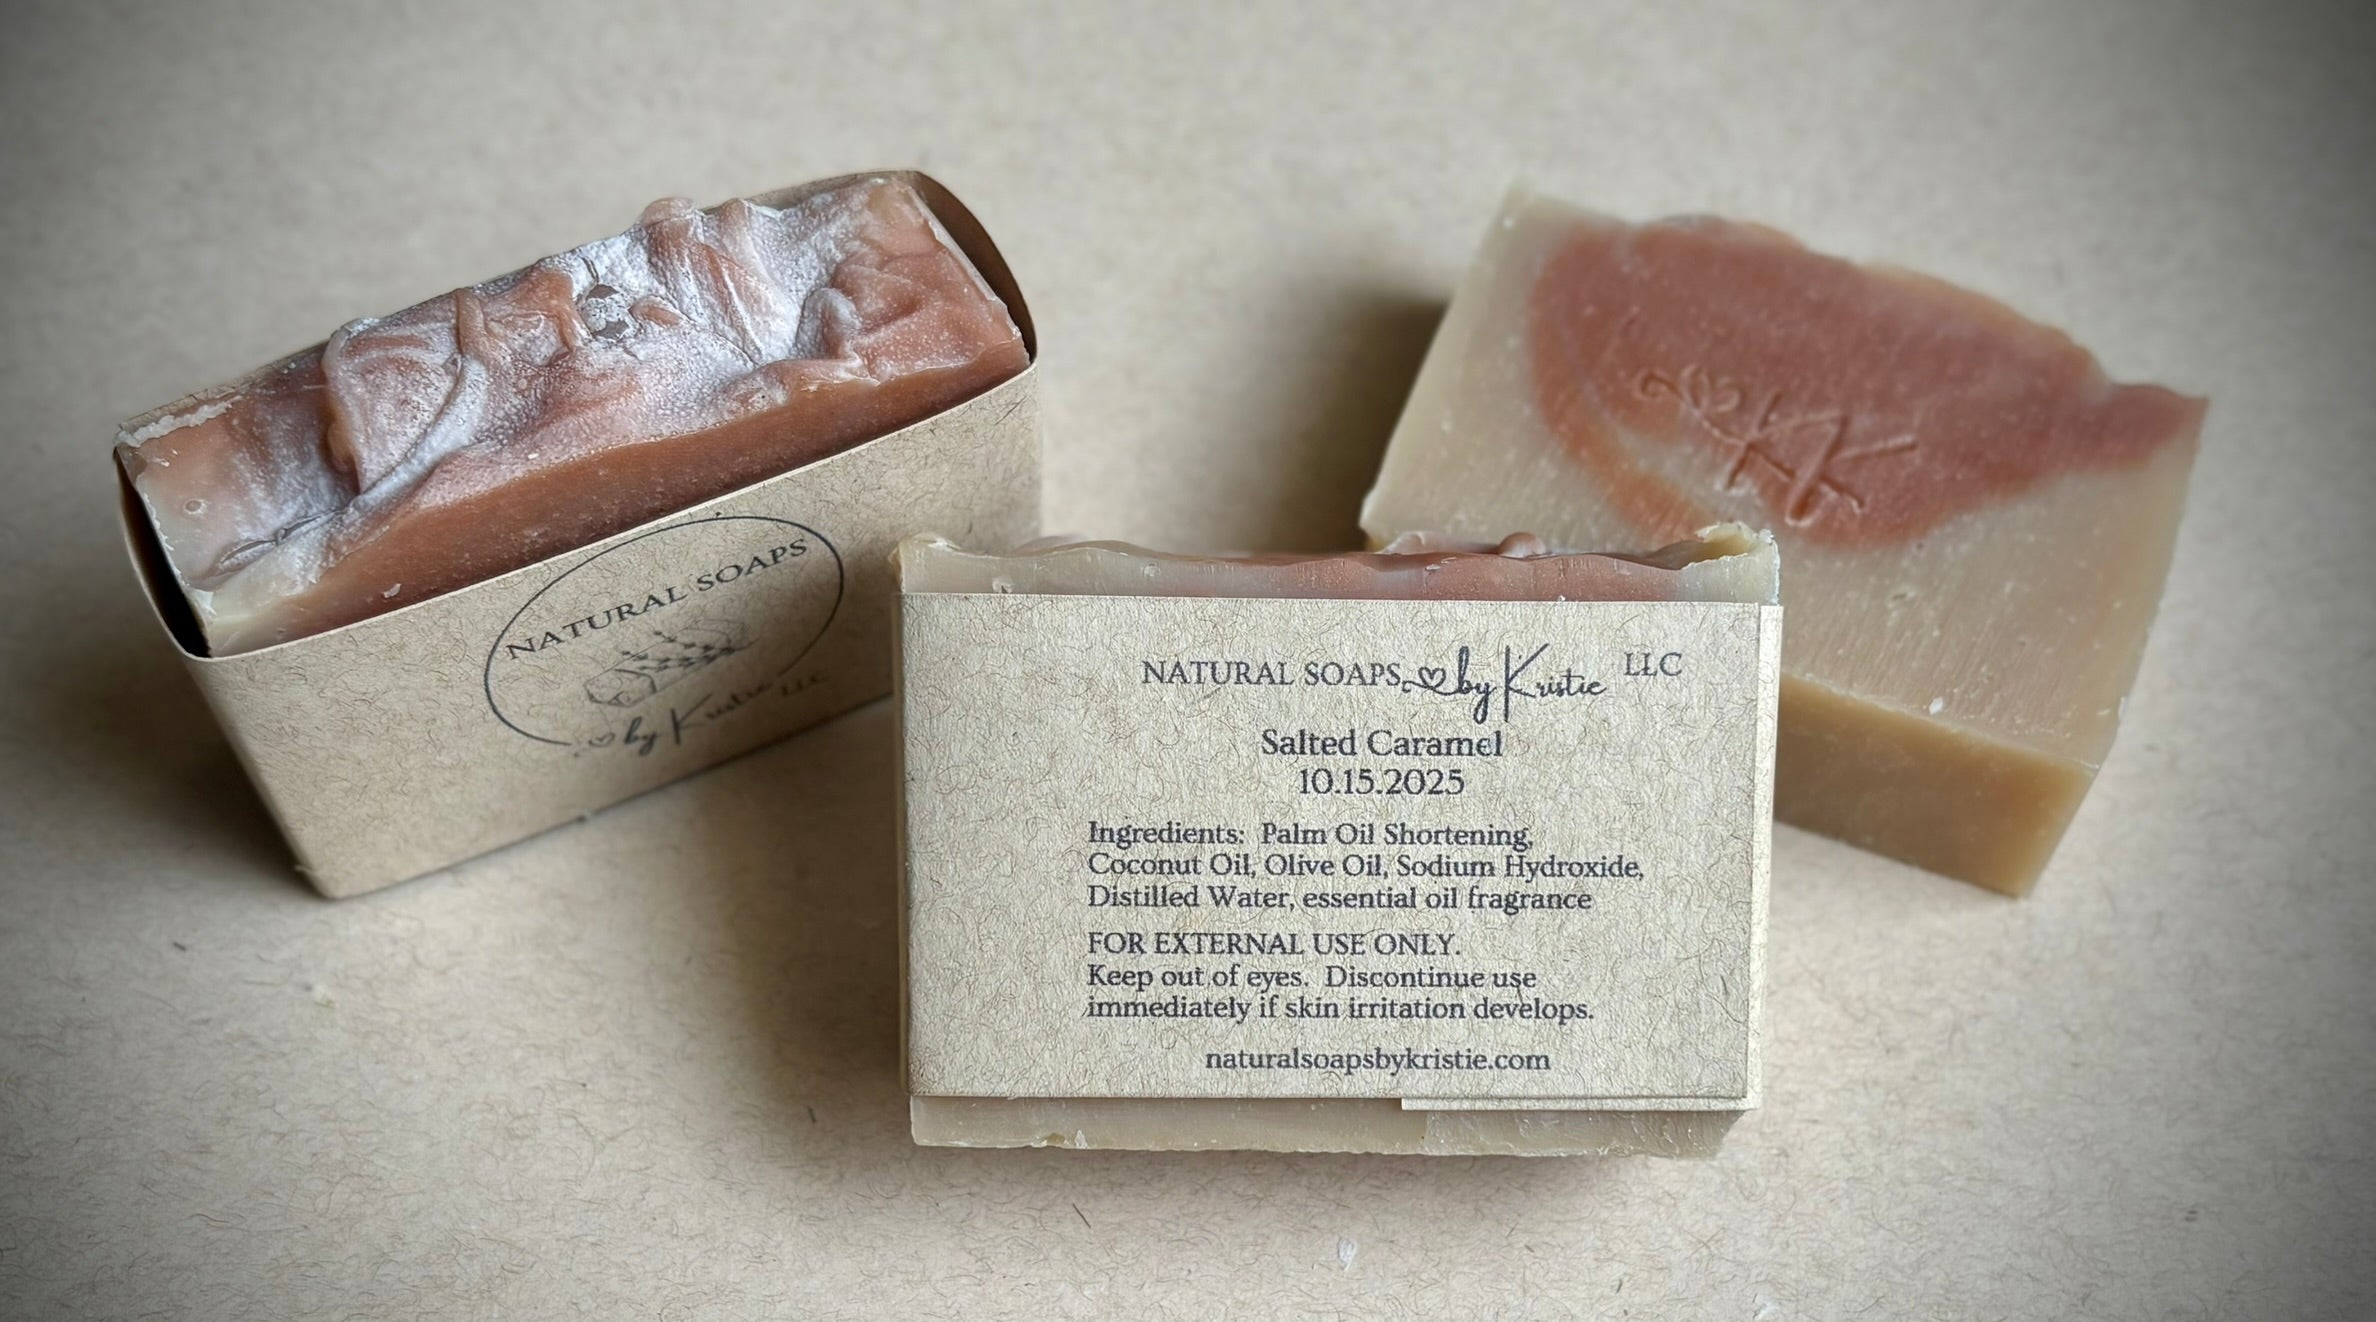 NATURAL SOAPS
by Kristie LLC
K
NATURAL SOAPS by Kristie LLC
Salted Caramel
10.15.2025
Ingredients: Palm Oil Shortening,
Coconut Oil, Olive Oil, Sodium Hydroxide,
Distilled Water, essential oil fragrance
FOR EXTERNAL USE ONLY.
Keep out of eyes. Discontinue use
immediately if skin irritation develops.
naturalsoapsbykristie.com